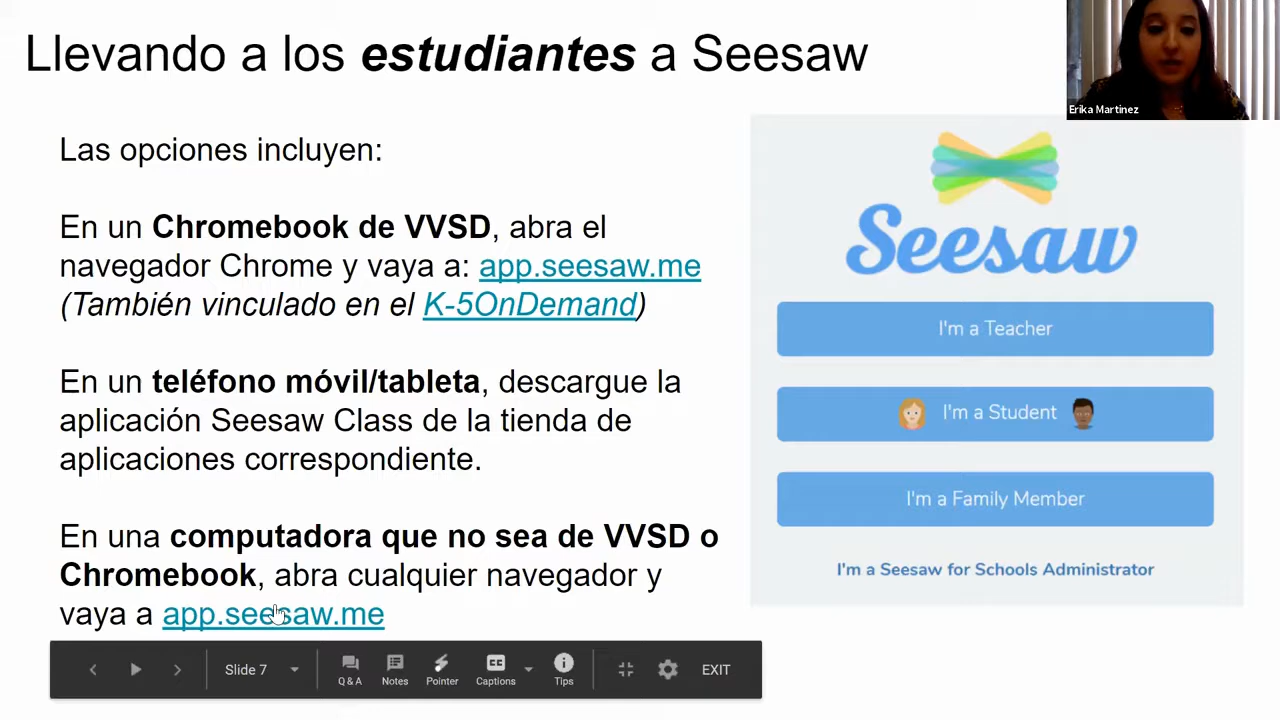 Llevando a los estudiantes a Seesaw
Erika Martinez
Las opciones incluyen:
En un Chromebook de VVSD, abra el
navegador Chrome y vaya a: app.seesaw.me
(También vinculado en el K-5OnDemand)
En un teléfono móvil/tableta, descargue la
aplicación Seesaw Class de la tienda de
aplicaciones correspondiente.
En una computadora que no sea de VVSD o
Chromebook, abra cualquier navegador y
vaya a app.seesaw.me
Seesaw
I'm a Teacher
I'm a Student
I'm a Family Member
I'm a Seesaw for Schools Administrator
Slide 7
Q & A
Notes
Pointer
CC
Captions
Tips
EXIT